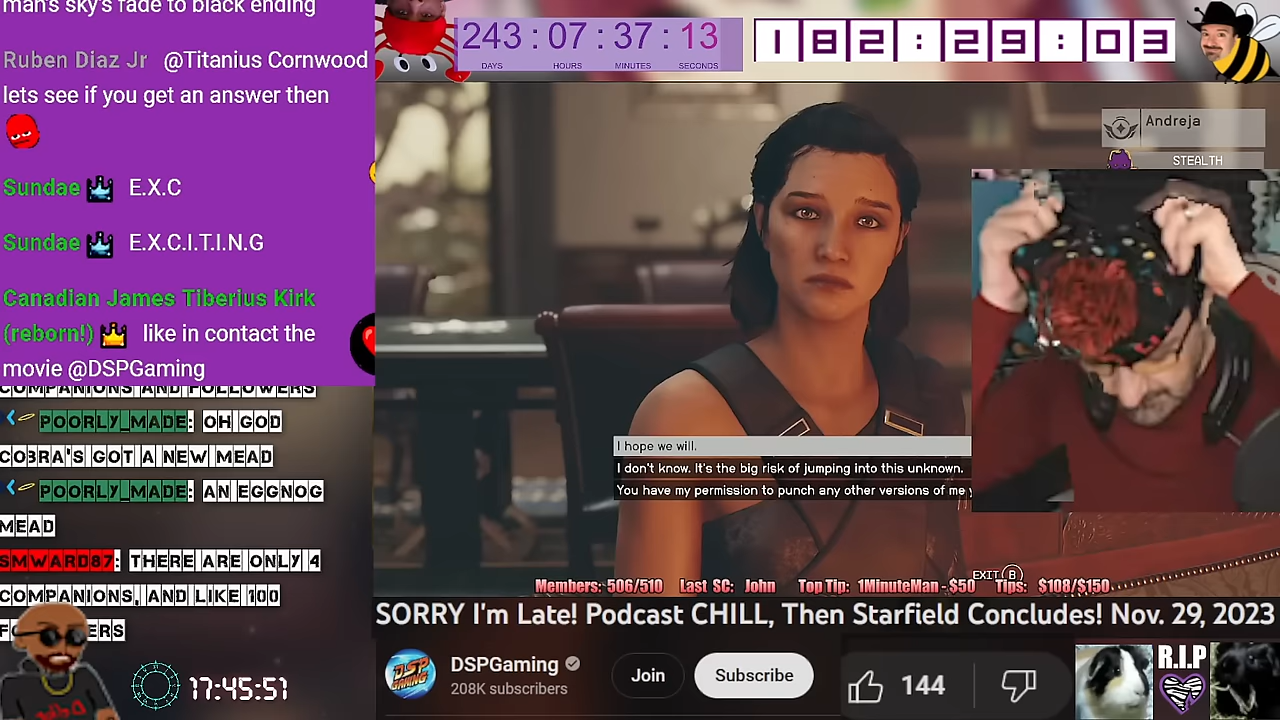 man's sky's fade to black ending
Ruben Diaz Jr @Titanius Cornwood
lets see if you get an answer then
Sundae E.X.C
Sundae E.X.C.I.T.I.N.G
Canadian James Tiberius Kirk
(reborn!) like in contact the
movie @DSPGaming
COMPANIONS AND FOLLOWERS
POORLY_MADE: OH GOD
COBRA'S GOT A NEW MEAD
POORLY_MADE: AN EGGNOG
MEAD
SMWARD87: THERE ARE ONLY 4
COMPANIONS, AND LIKE 100
17:45:51
243 : 07 : 37 : 13
DAYS HOURS MINUTES SECONDS
182:29:03
Andreja
STEALTH
I hope we will.
I don't know. It's the big risk of jumping into this unknown.
You have my permission to punch any other versions of me
EXIT B
Members: 506/510 Last SC: John Top Tip: 1MinuteMan - $50 Tips: $108/$150
SORRY I'm Late! Podcast CHILL, Then Starfield Concludes! Nov. 29, 2023
DSP GAMING
DSPGaming
208K subscribers
Join
Subscribe
144
R.I.P